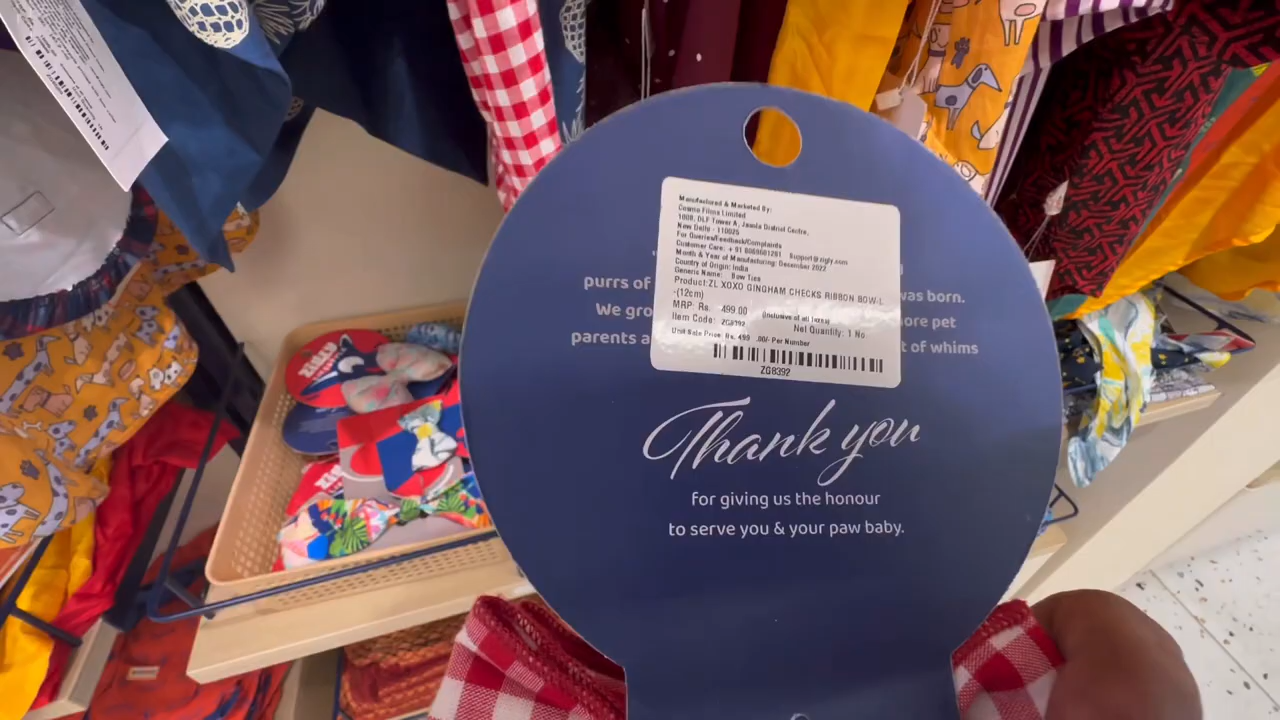 Manufactured & Marketed By:
Cosmo Films Limited
1008, DLF Tower A, Jasola District Centre,
New Delhi - 110025
For Queries/Feedback/Complaints
Customer Care: + 91 8069601281 Support@zigly.com
Month & Year of Manufacturing: December 2022
Country of Origin: India
Generic Name: Bow Ties
Product:ZL XOXO GINGHAM CHECKS RIBBON BOW-L
-(12cm)
MRP: Rs. 499.00 (Inclusive of all taxes)
Item Code: ZG8392 Net Quantity: 1 No
Unit Sale Price: Rs. 499 .00/- Per Number
ZG8392
purrs of
was born.
We gro
ore pet
parents a
t of whims
Thank you
for giving us the honour
to serve you & your paw baby.
ZIGLY